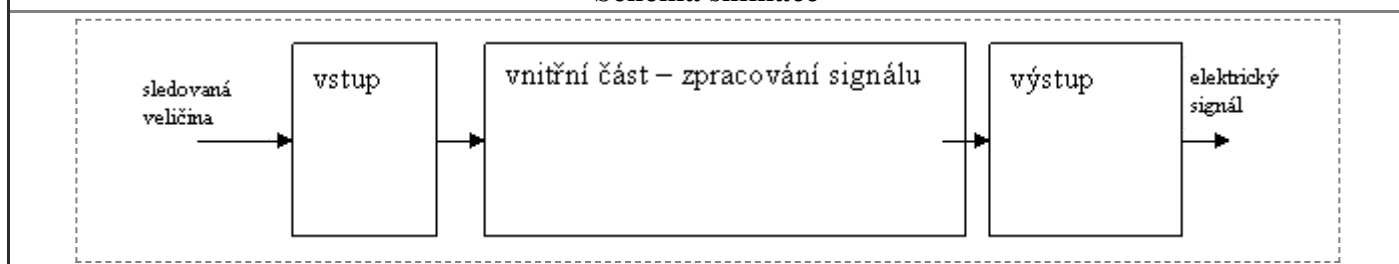 sledovaná
veličina
vstup
vnitřní část – zpracování signálu
výstup
elektrický
signál